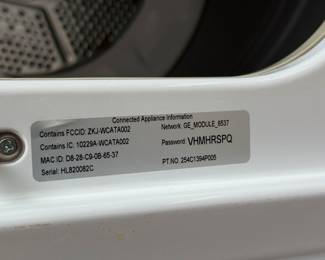 Connected Appliance Information
Contains FCCID: ZKJ-WCATA002
Network: GE_MODULE_6537
Contains IC: 10229A-WCATA002
Password: VHMHRSPQ
MAC ID: D8-28-C9-0B-65-37
Serial: HL820082C
PT.NO. 254C1394P005